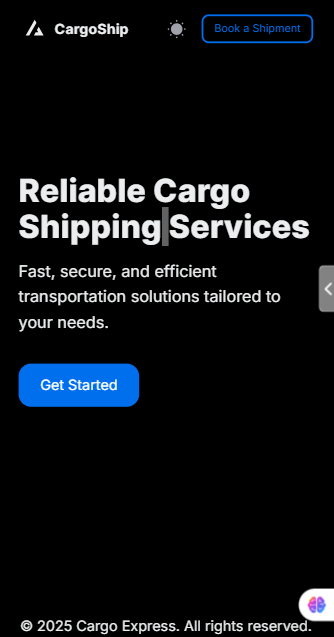 CargoShip
Book a Shipment
Reliable Cargo
Shipping Services
Fast, secure, and efficient
transportation solutions tailored to
your needs.
Get Started
© 2025 Cargo Express. All rights reserved.